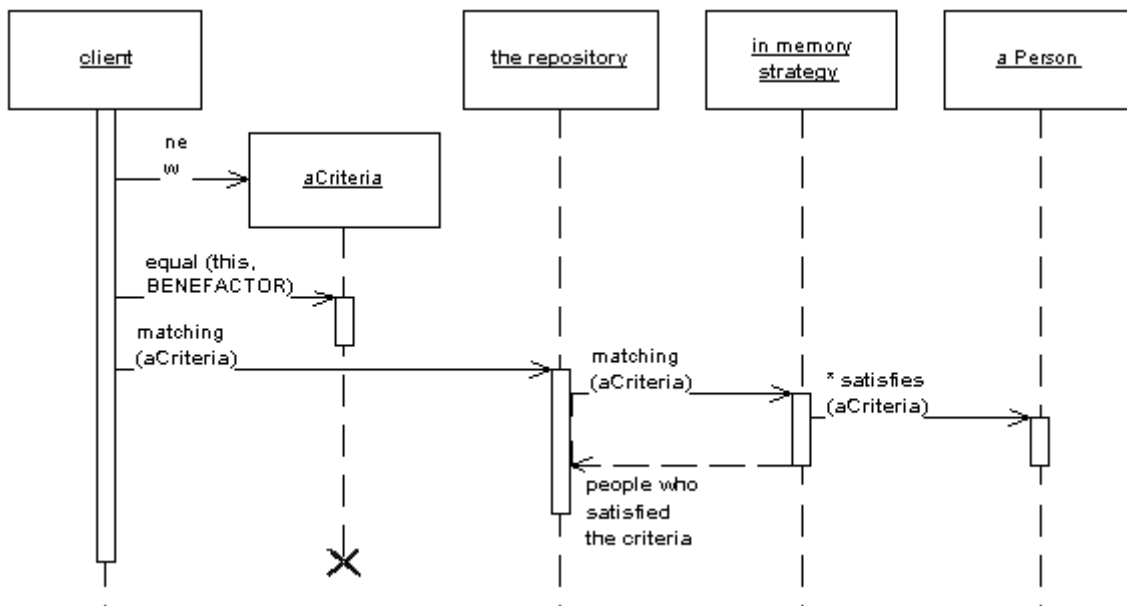 client
the repository
in memory
strategy
a Person
ne
w
aCriteria
equal (this,
BENEFACTOR)
matching
(aCriteria)
matching
(aCriteria)
* satisfies
(aCriteria)
people who
satisfied
the criteria